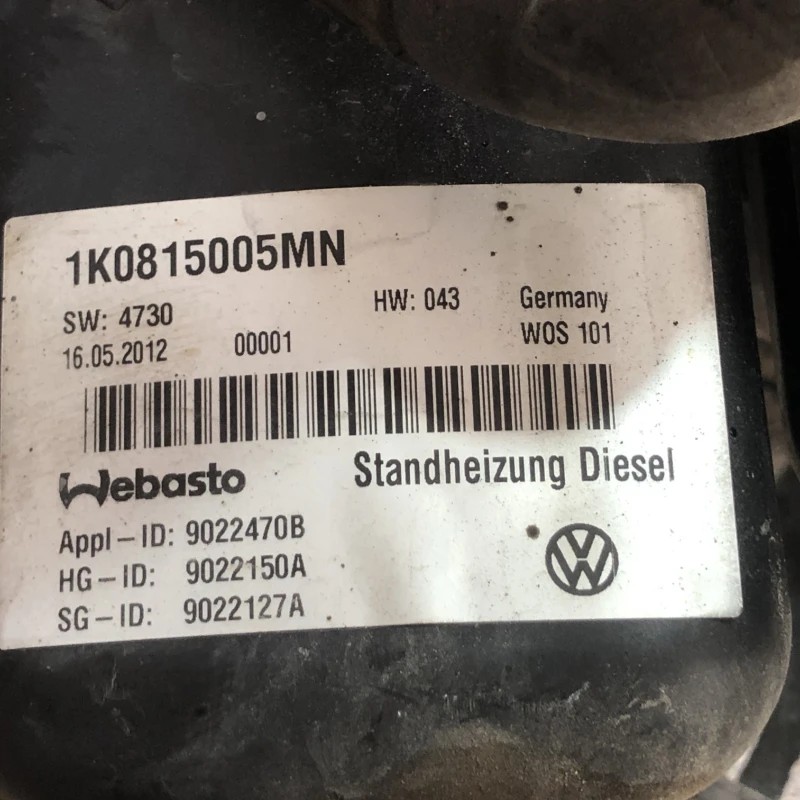 1K0815005MN
SW: 4730 HW: 043 Germany
16.05.2012 00001 WOS 101
Webasto Standheizung Diesel
Appl-ID: 9022470B
HG-ID: 9022150A
SG-ID: 9022127A
VW